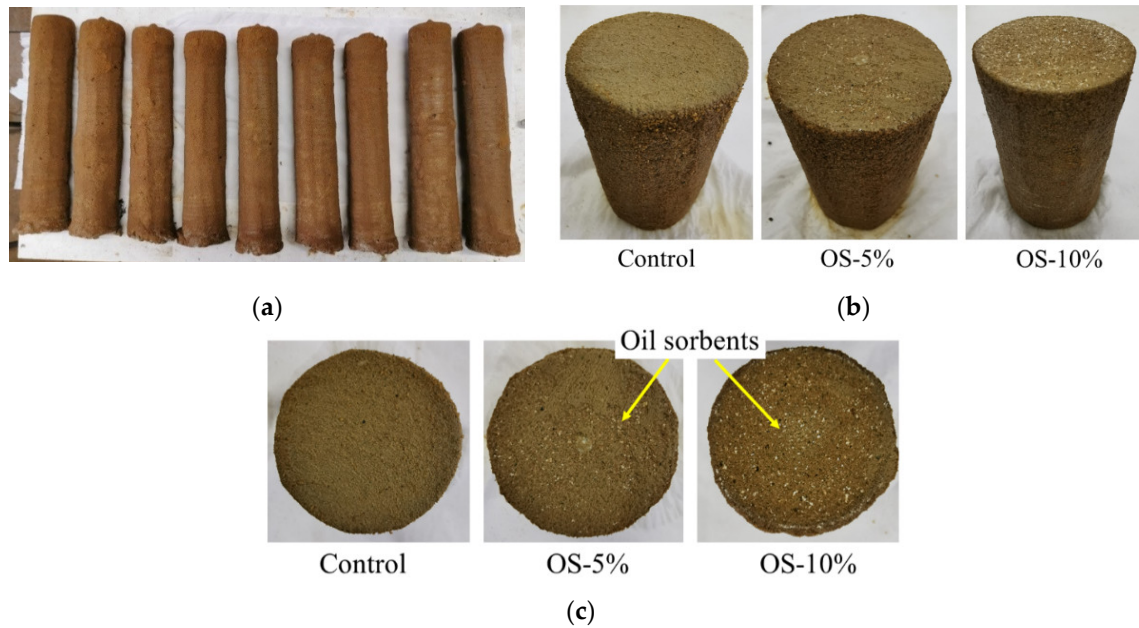 Control OS-5% OS-10%
(a) (b)
Oil sorbents
Control OS-5% OS-10%
(c)